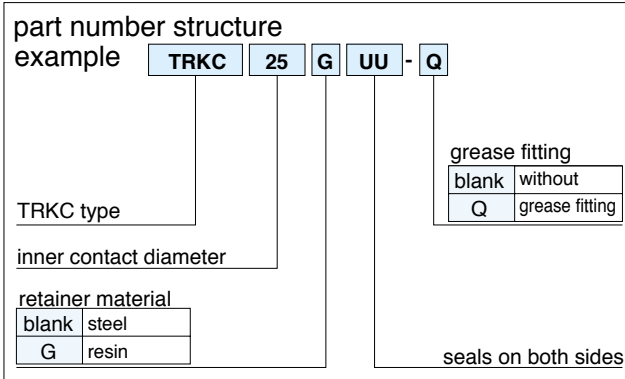 part number structure
example TRKC 25 G UU - Q
grease fitting
blank without
Q grease fitting
TRKC type
inner contact diameter
retainer material
blank steel
G resin
seals on both sides